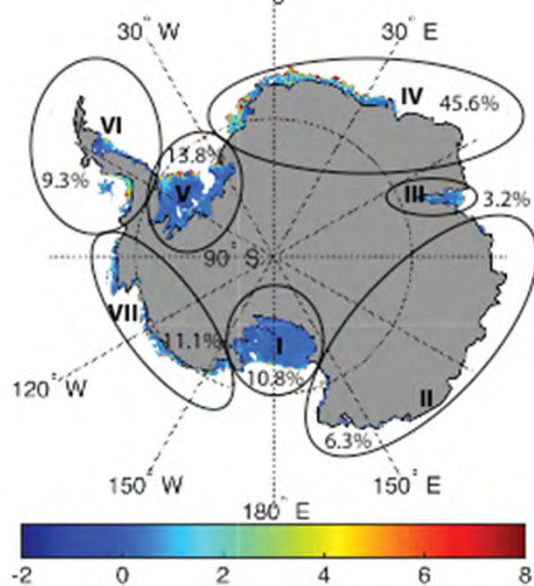 0
30° W
30° E
IV
45.6%
VI
13.8%
9.3%
V
III
3.2%
90° S
VII
11.1%
I
10.8%
120° W
II
6.3%
150° W
150° E
180° E
-2 0 2 4 6 8